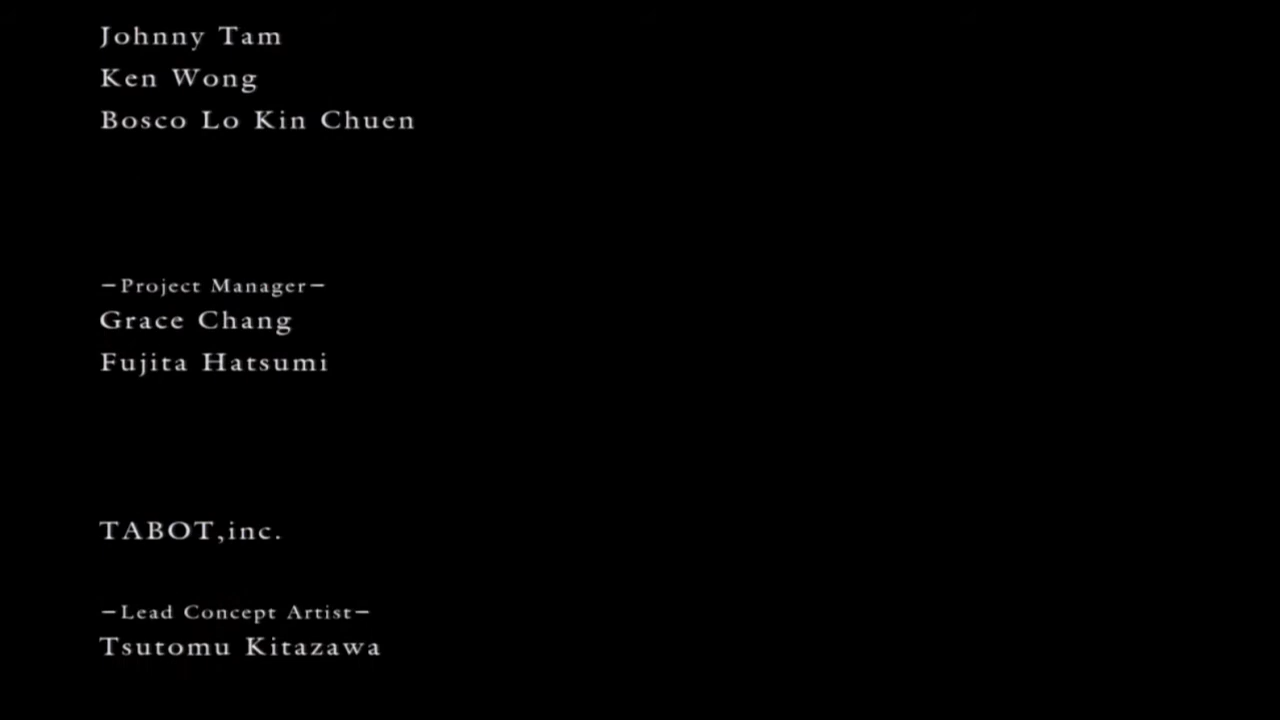 Johnny Tam
Ken Wong
Bosco Lo Kin Chuen
—Project Manager—
Grace Chang
Fujita Hatsumi
TABOT,inc.
—Lead Concept Artist—
Tsutomu Kitazawa